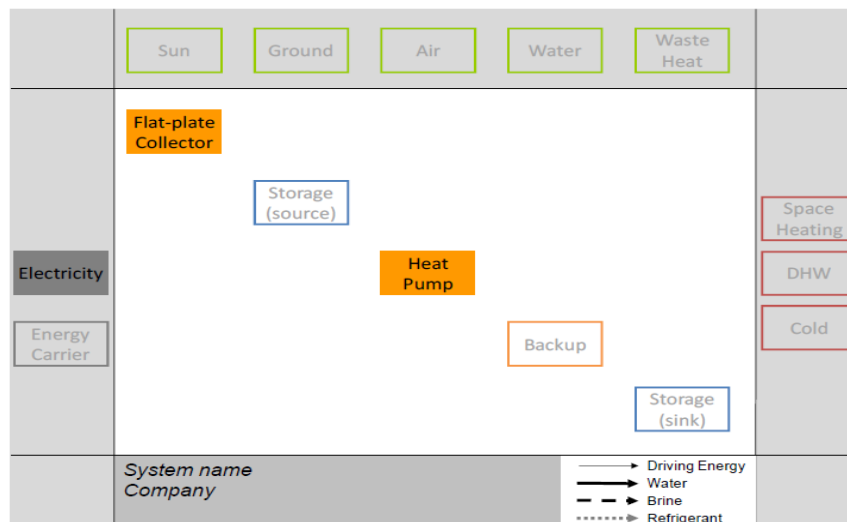 Sun
Ground
Air
Water
Waste
Heat
Flat-plate
Collector
Storage
(source)
Space
Heating
Electricity
Heat
Pump
DHW
Energy
Carrier
Backup
Cold
Storage
(sink)
System name
Company
Driving Energy
Water
Brine
Refrigerant